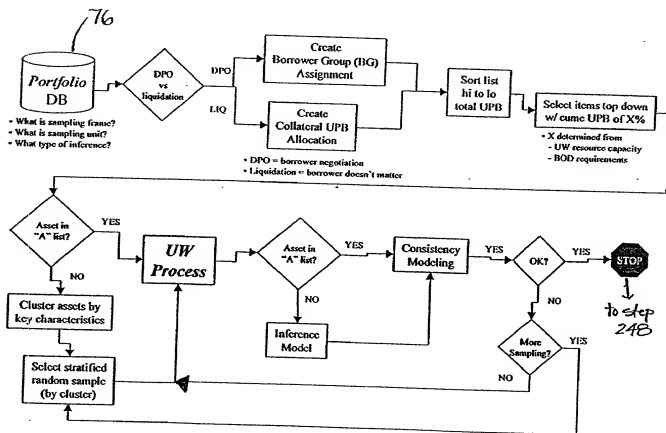 76
Portfolio
DB
• What is sampling frame?
• What is sampling unit?
• What type of inference?
DPO
vs
liquidation
DPO
LIQ
Create
Borrower Group (BG)
Assignment
Create
Collateral UPB
Allocation
• DPO = borrower negotiation
• Liquidation = borrower doesn't matter
Sort list
hi to lo
total UPB
Select items top down
w/ cume UPB of X%
• X determined from
- UW resource capacity
- BOD requirements
Asset in
"A" list?
YES
NO
Cluster assets by
key characteristics
Select stratified
random sample
(by cluster)
UW
Process
Asset in
"A" list?
YES
NO
Inference
Model
Consistency
Modeling
YES
OK?
YES
NO
STOP
to step
248
More
Sampling?
YES
NO